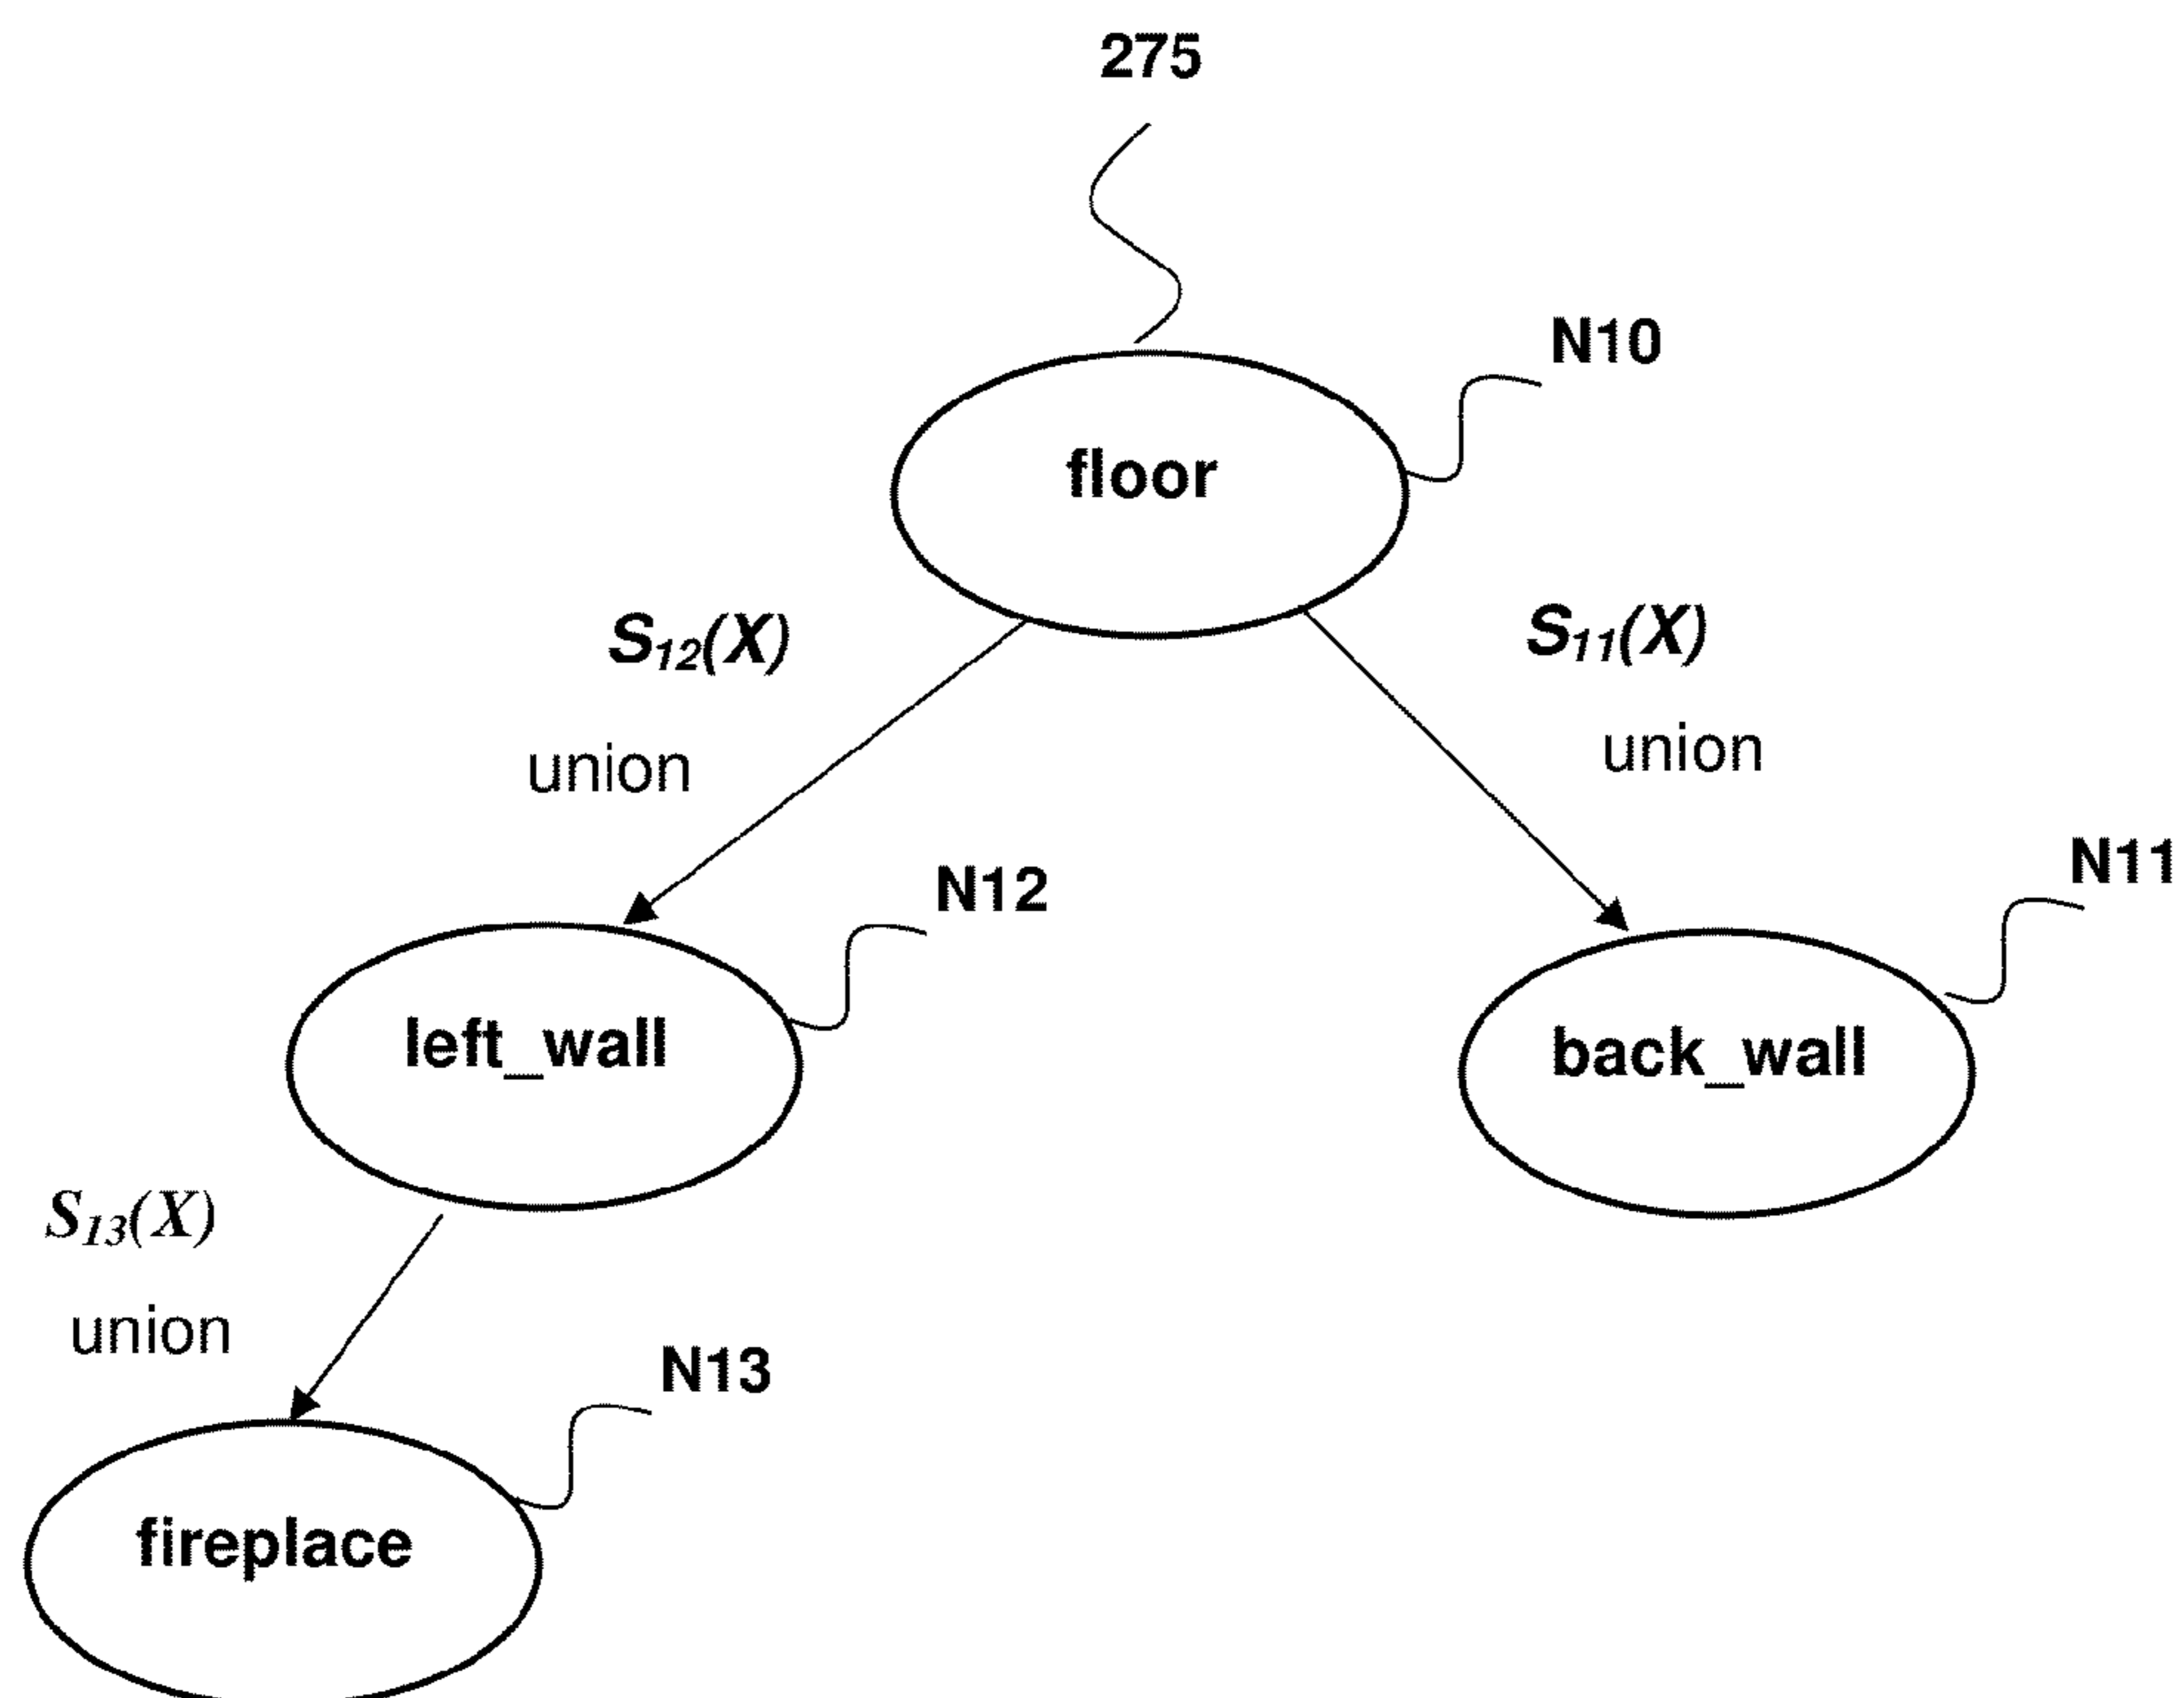 275
N10
floor
S₁₂(X)
union
S₁₁(X)
union
N12
N11
left_wall
back_wall
S₁₃(X)
union
N13
fireplace